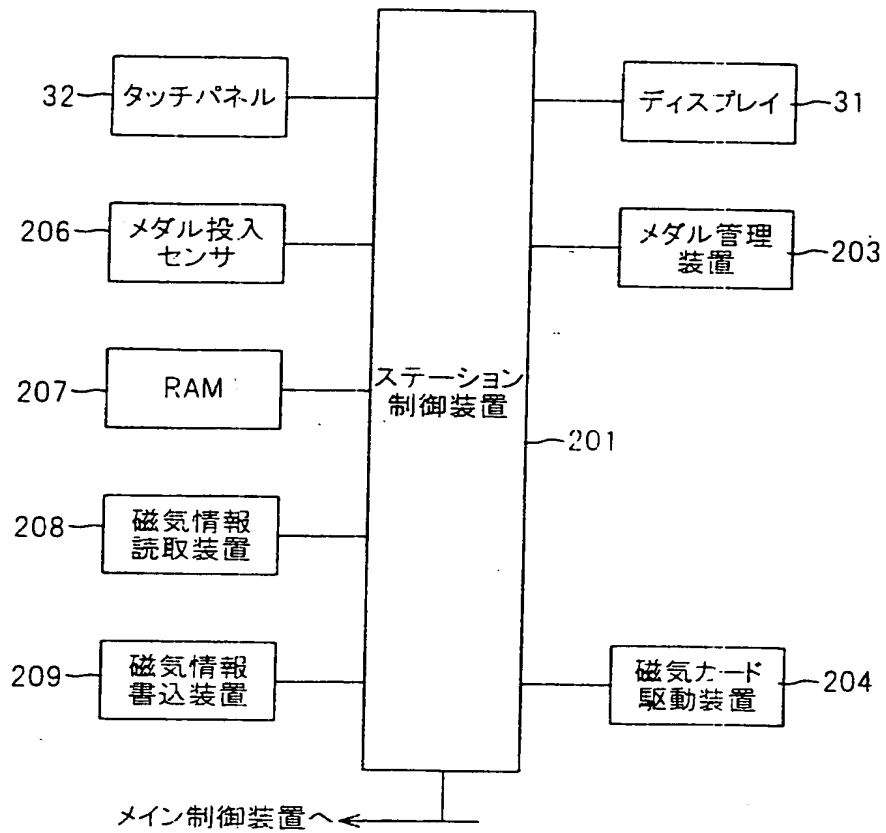 32
タッチパネル
ディスプレイ
31
206
メダル投入
センサ
メダル管理
装置
203
207
RAM
ステーション
制御装置
201
208
磁気情報
読取装置
209
磁気情報
書込装置
磁気カード
駆動装置
204
メイン制御装置へ